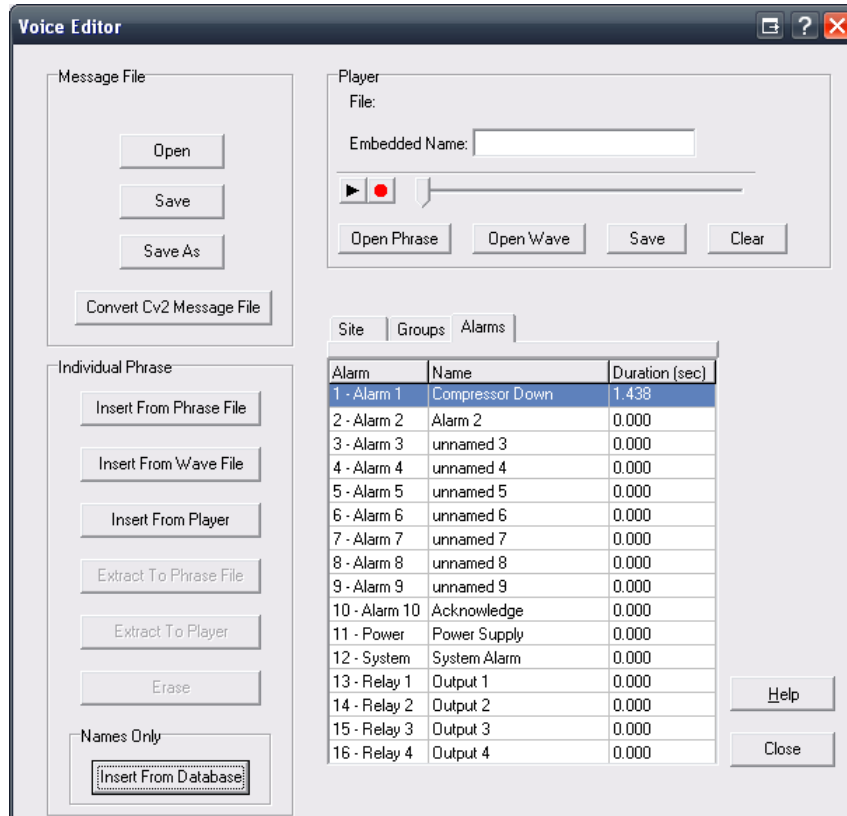 Voice Editor
Message File
Open
Save
Save As
Convert Cv2 Message File
Player
File:
Embedded Name:
Open Phrase Open Wave Save Clear
Individual Phrase
Insert From Phrase File
Insert From Wave File
Insert From Player
Extract To Phrase File
Extract To Player
Erase
Names Only
Insert From Database
Site Groups Alarms
Alarm Name Duration (sec)
1 - Alarm 1 Compressor Down 1.438
2 - Alarm 2 Alarm 2 0.000
3 - Alarm 3 unnamed 3 0.000
4 - Alarm 4 unnamed 4 0.000
5 - Alarm 5 unnamed 5 0.000
6 - Alarm 6 unnamed 6 0.000
7 - Alarm 7 unnamed 7 0.000
8 - Alarm 8 unnamed 8 0.000
9 - Alarm 9 unnamed 9 0.000
10 - Alarm 10 Acknowledge 0.000
11 - Power Power Supply 0.000
12 - System System Alarm 0.000
13 - Relay 1 Output 1 0.000
14 - Relay 2 Output 2 0.000
15 - Relay 3 Output 3 0.000
16 - Relay 4 Output 4 0.000
Help
Close